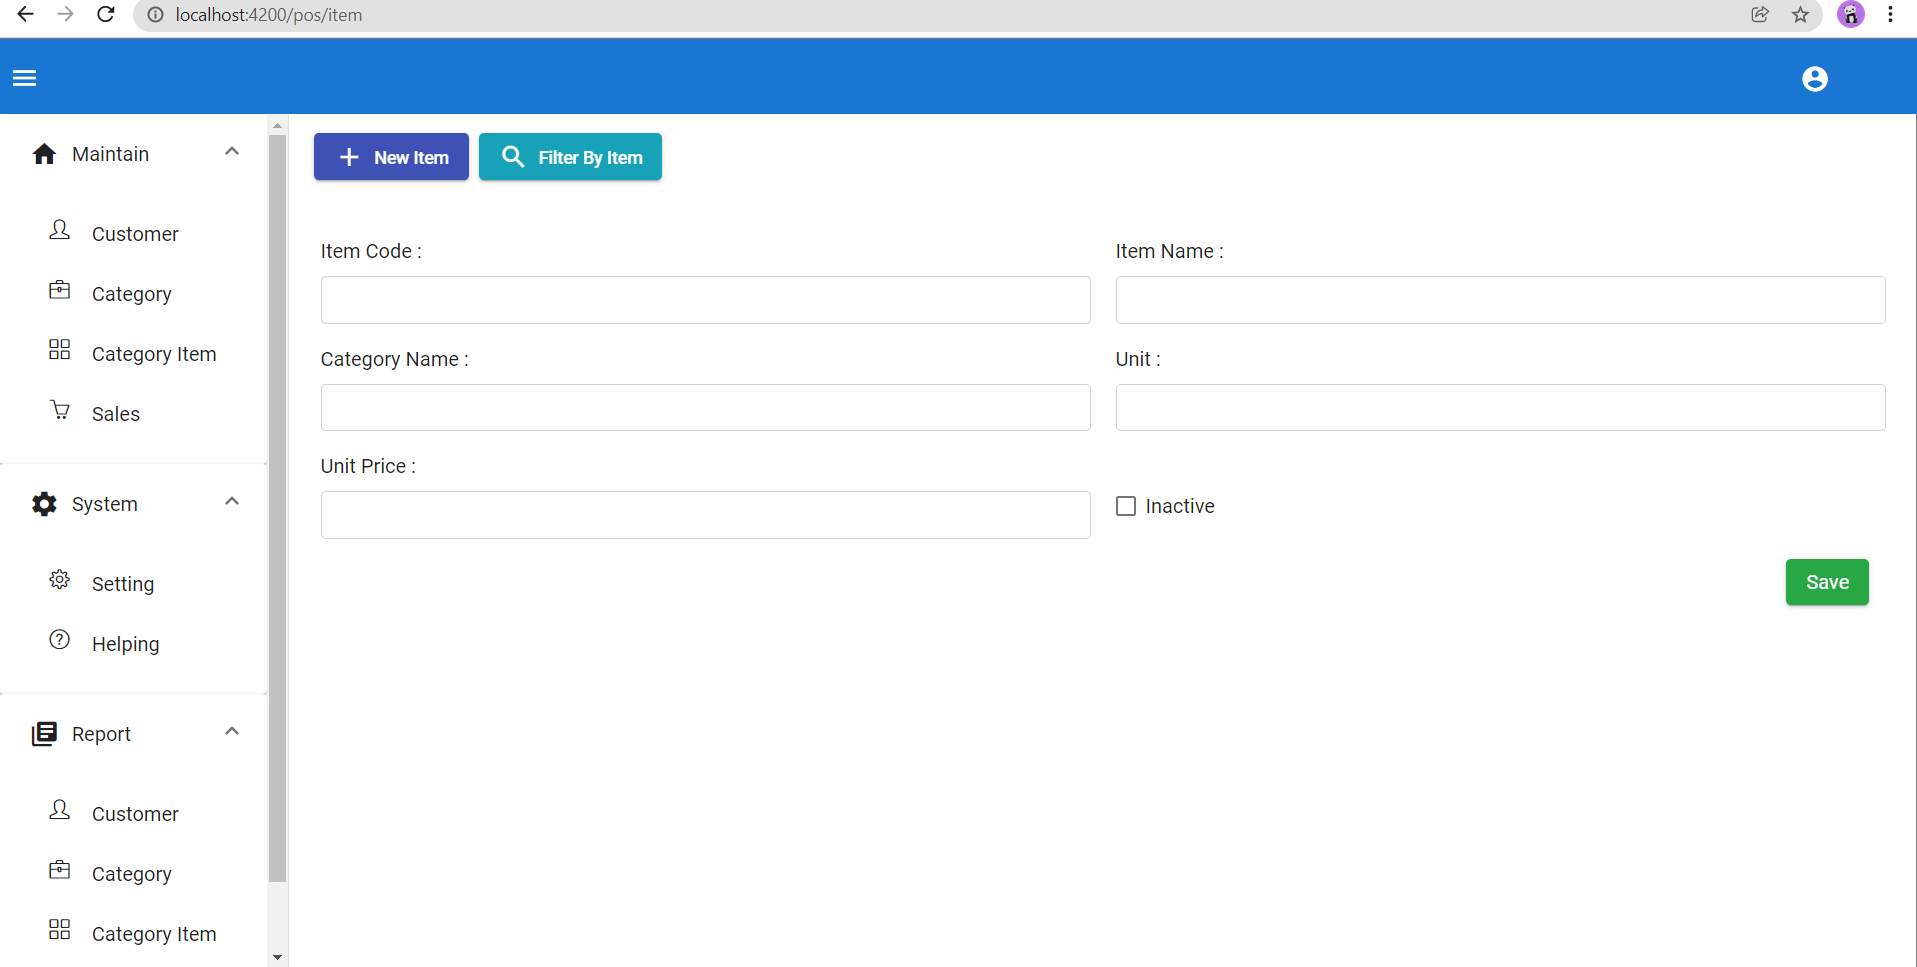 localhost:4200/pos/item
Maintain
Customer
Category
Category Item
Sales
System
Setting
Helping
Report
Customer
Category
Category Item
New Item
Filter By Item
Item Code :
Item Name :
Category Name :
Unit :
Unit Price :
Inactive
Save